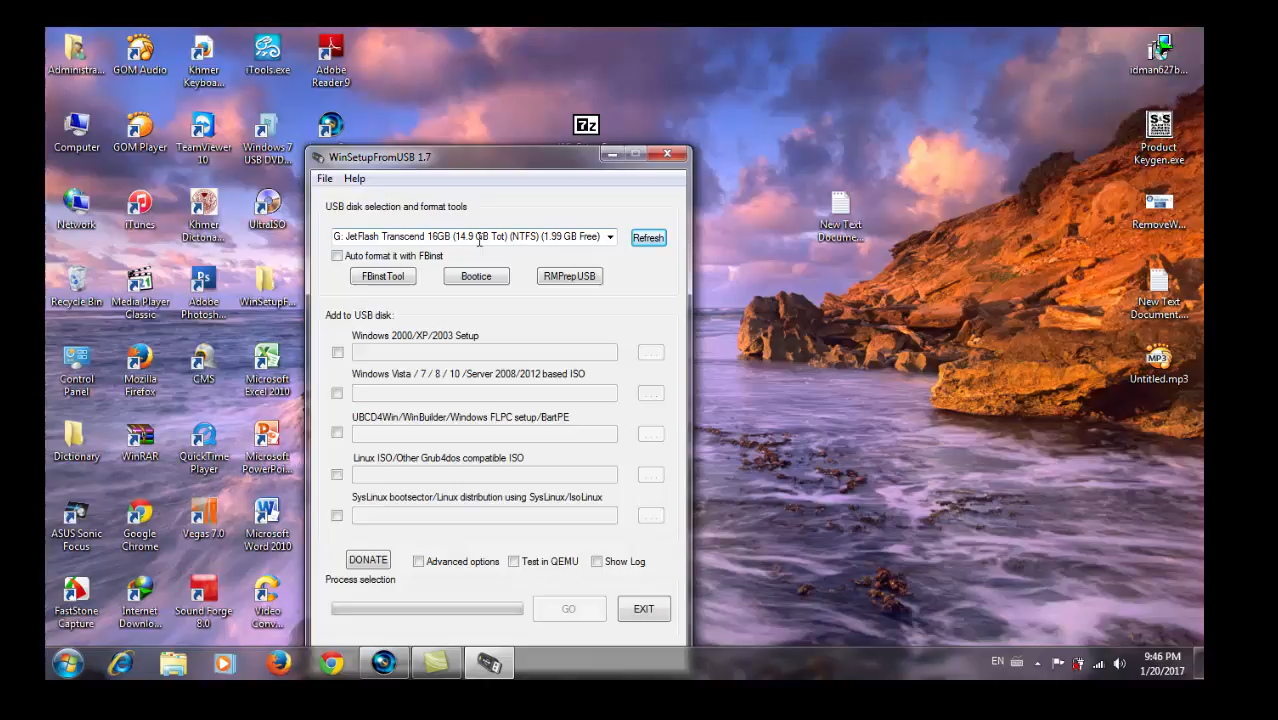 Administra...
GOM Audio
Khmer
Keyboa...
iTools.exe
Adobe
Reader 9
idman627b...
Computer
GOM Player
TeamViewer
10
Windows 7
USB DVD...
7z
Product
Keygen.exe
WinSetupFromUSB 1.7
File Help
USB disk selection and format tools
G: JetFlash Transcend 16GB (14.9 GB Tot) (NTFS) (1.99 GB Free)
Refresh
Auto format it with FBinst
FBinstTool
Bootice
RMPrepUSB
Add to USB disk:
Windows 2000/XP/2003 Setup
...
Windows Vista / 7 / 8 / 10 /Server 2008/2012 based ISO
...
UBCD4Win/WinBuilder/Windows FLPC setup/BartPE
...
Linux ISO/Other Grub4dos compatible ISO
...
SysLinux bootsector/Linux distribution using SysLinux/IsoLinux
...
DONATE
Advanced options
Test in QEMU
Show Log
Process selection
GO
EXIT
Network
iTunes
Khmer
Dictona...
UltraISO
New Text
Docume...
RemoveW...
Recycle Bin
Media Player
Classic
Adobe
Photosh...
WinSetupF...
New Text
Document....
Control
Panel
Mozilla
Firefox
CMS
Microsoft
Excel 2010
MP3
Untitled.mp3
Dictionary
WinRAR
QuickTime
Player
Microsoft
PowerPoi...
ASUS Sonic
Focus
Google
Chrome
Vegas 7.0
Microsoft
Word 2010
FastStone
Capture
Internet
Downlo...
Sound Forge
8.0
Video
Conv...
EN
9:46 PM
1/20/2017